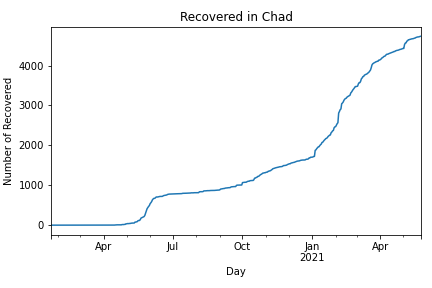 Recovered in Chad
Number of Recovered
4000
3000
2000
1000
0
Apr
Jul
Oct
Jan
2021
Apr
Day